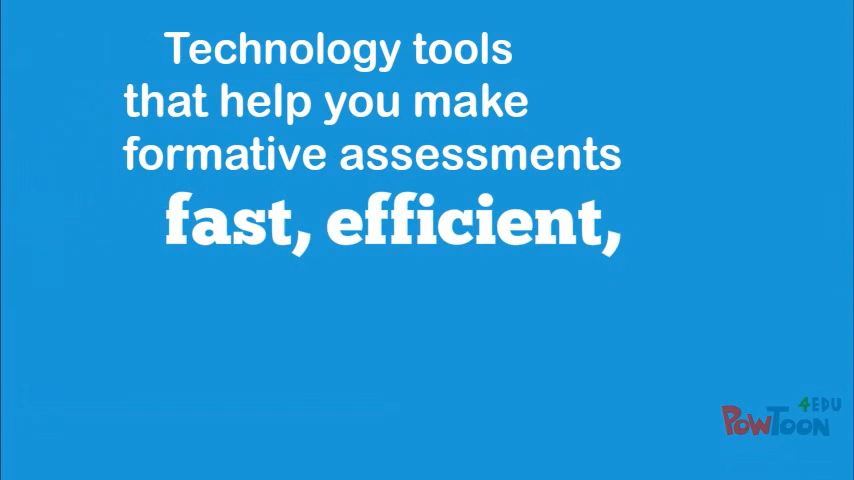 Technology tools
that help you make
formative assessments
fast, efficient,
4EDU
PowToon